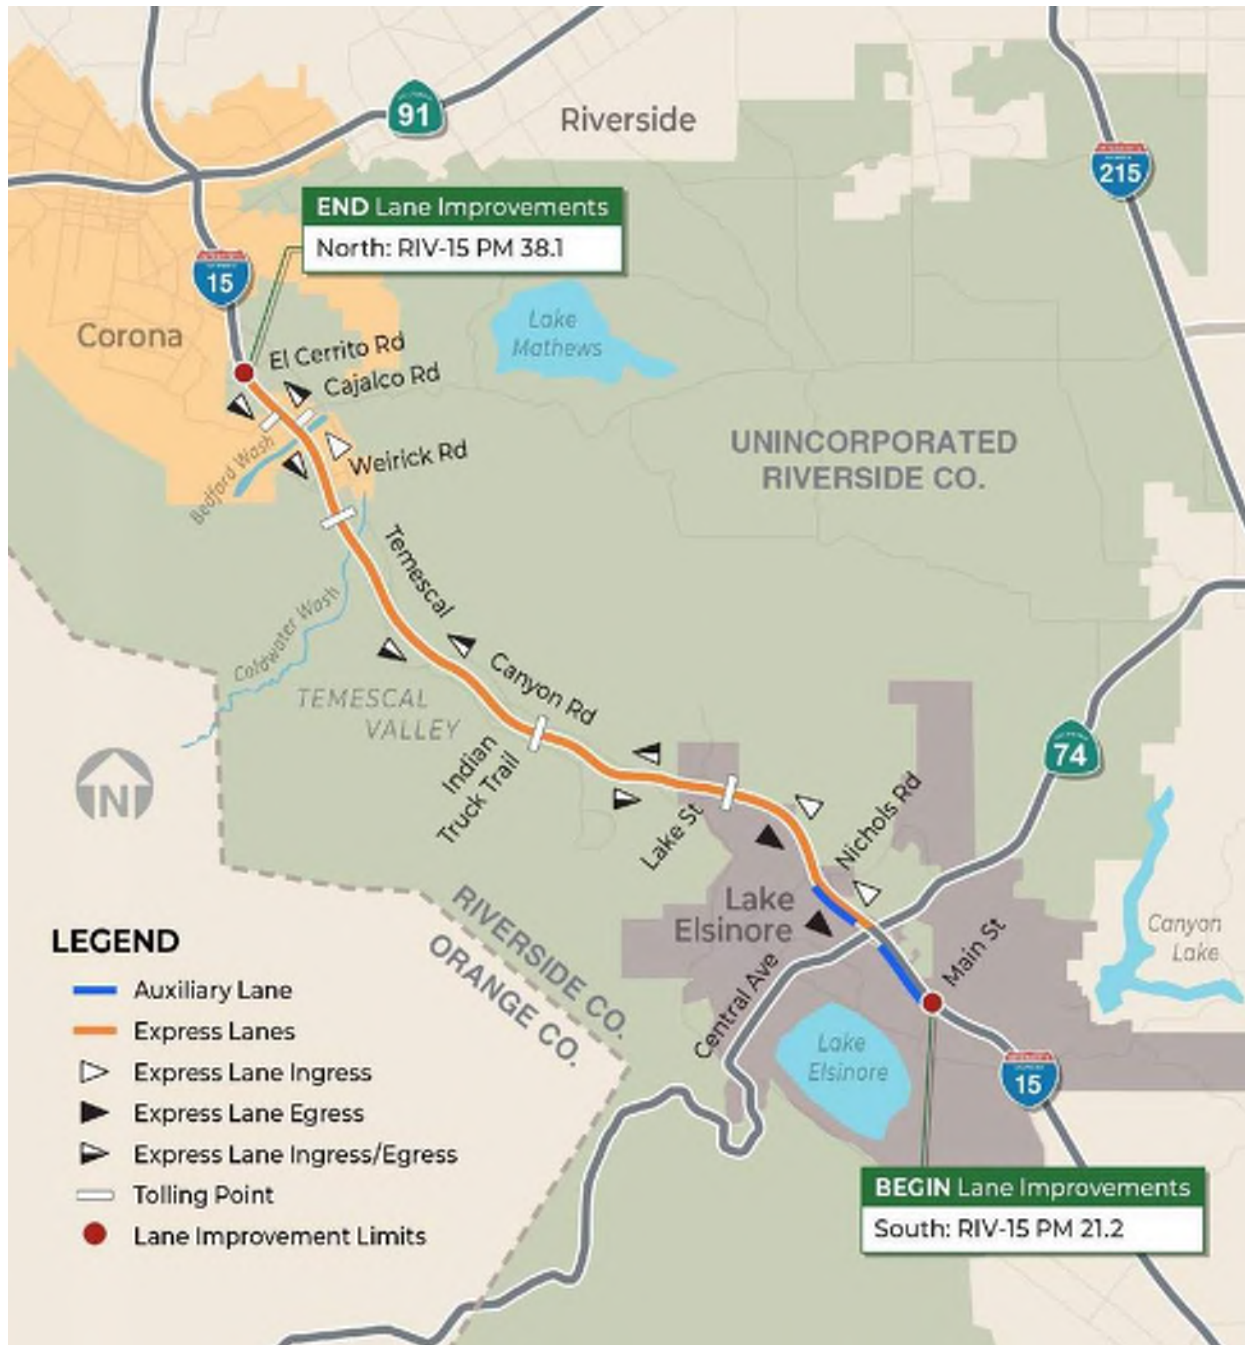 91
Riverside
215
END Lane Improvements
North: RIV-15 PM 38.1
15
Corona
Lake
Mathews
El Cerrito Rd
Cajalco Rd
UNINCORPORATED
RIVERSIDE CO.
Bedford Wash
Weirick Rd
Temescal
Canyon Rd
Coldwater Wash
TEMESCAL
VALLEY
Indian
Truck Trail
74
N
Lake St
Nichols Rd
Lake
Elsinore
RIVERSIDE CO.
ORANGE CO.
Canyon
Lake
Main St
Central Ave
Lake
Elsinore
15
LEGEND
Auxiliary Lane
Express Lanes
Express Lane Ingress
Express Lane Egress
Express Lane Ingress/Egress
Tolling Point
Lane Improvement Limits
BEGIN Lane Improvements
South: RIV-15 PM 21.2